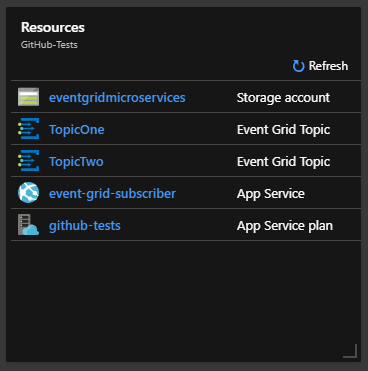 Resources
GitHub-Tests
Refresh
eventgridmicroservices Storage account
TopicOne Event Grid Topic
TopicTwo Event Grid Topic
event-grid-subscriber App Service
github-tests App Service plan